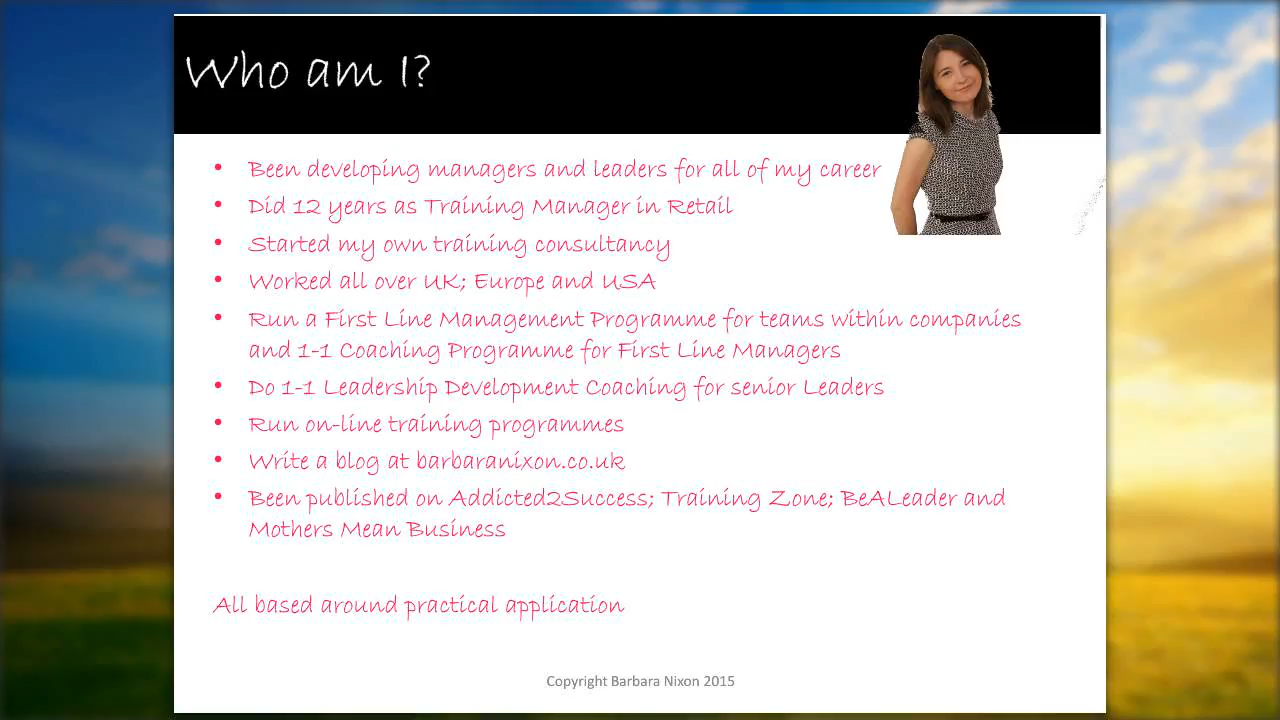 Who am I?
• Been developing managers and leaders for all of my career
• Did 12 years as Training Manager in Retail
• Started my own training consultancy
• Worked all over UK; Europe and USA
• Run a First Line Management Programme for teams within companies
and 1-1 Coaching Programme for First Line Managers
• Do 1-1 Leadership Development Coaching for senior Leaders
• Run on-line training programmes
• Write a blog at barbaranixon.co.uk
• Been published on Addicted2Success; Training Zone; BeALeader and
Mothers Mean Business
All based around practical application
Copyright Barbara Nixon 2015